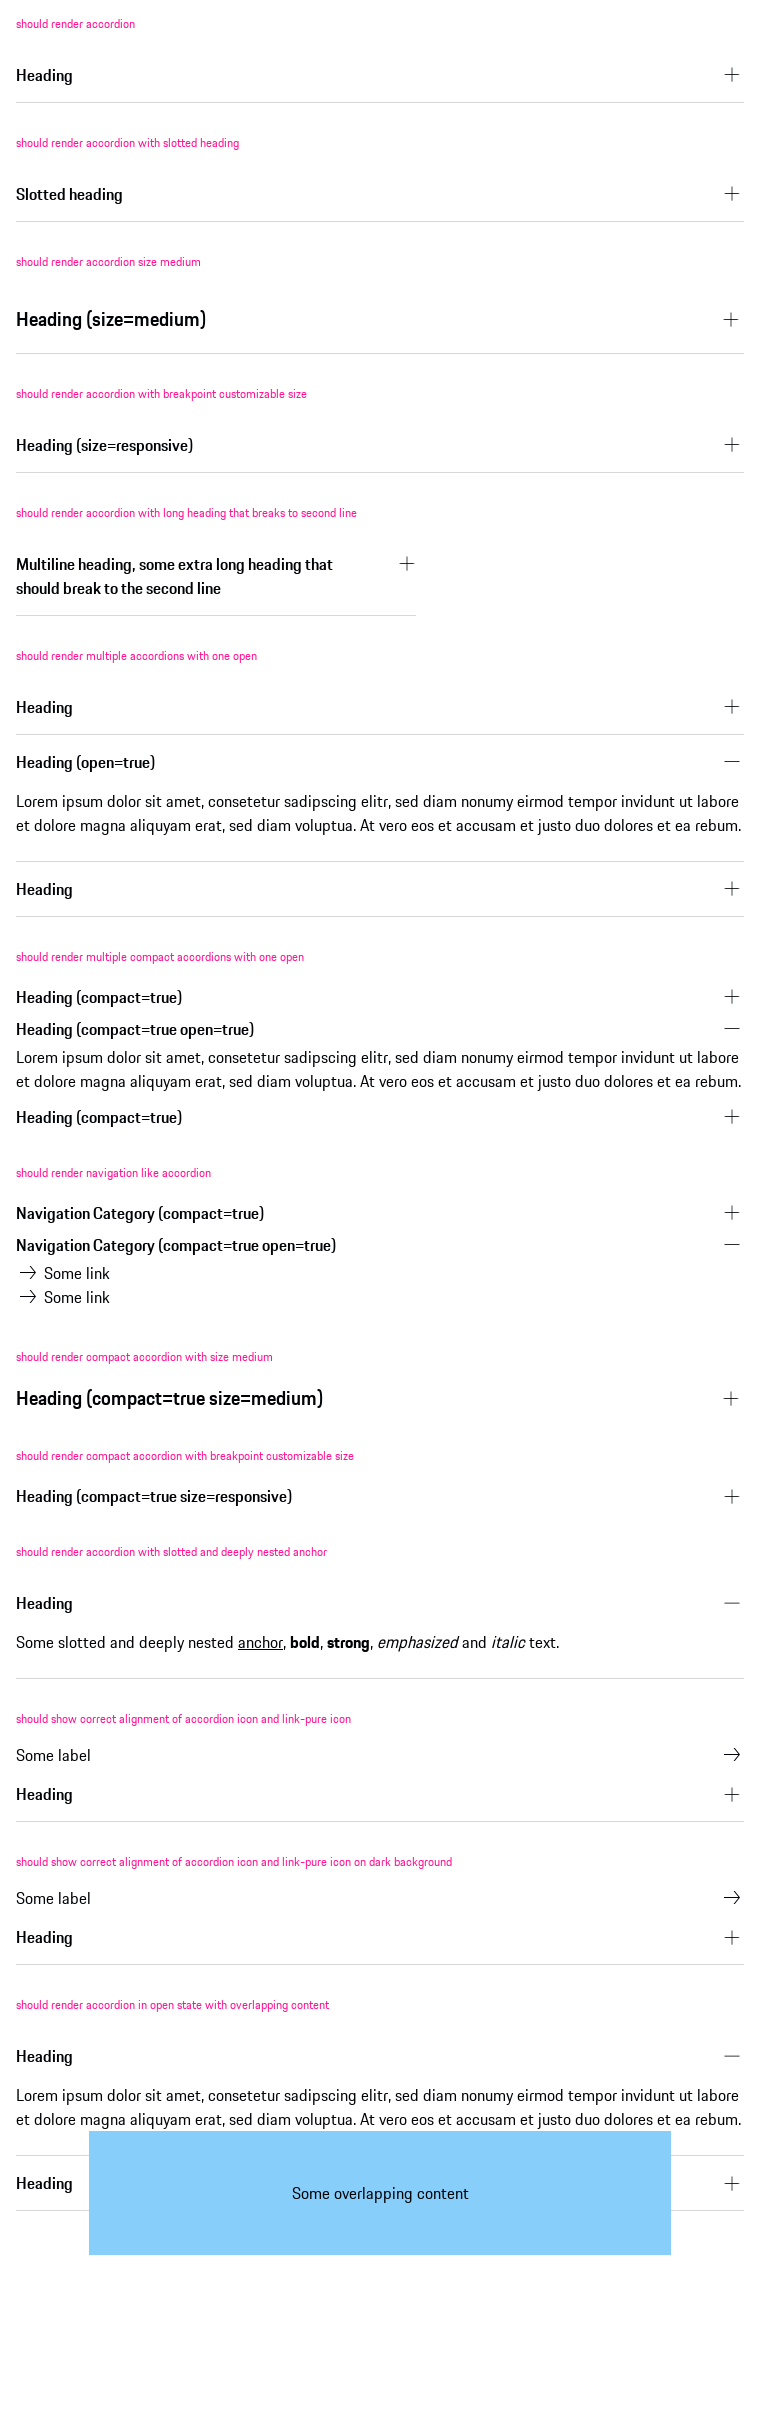 should render accordion
Heading
should render accordion with slotted heading
Slotted heading
should render accordion size medium
Heading (size=medium)
should render accordion with breakpoint customizable size
Heading (size=responsive)
should render accordion with long heading that breaks to second line
Multiline heading, some extra long heading that
should break to the second line
should render multiple accordions with one open
Heading
Heading (open=true)
Lorem ipsum dolor sit amet, consetetur sadipscing elitr, sed diam nonumy eirmod tempor invidunt ut labore
et dolore magna aliquyam erat, sed diam voluptua. At vero eos et accusam et justo duo dolores et ea rebum.
Heading
should render multiple compact accordions with one open
Heading (compact=true)
Heading (compact=true open=true)
Lorem ipsum dolor sit amet, consetetur sadipscing elitr, sed diam nonumy eirmod tempor invidunt ut labore
et dolore magna aliquyam erat, sed diam voluptua. At vero eos et accusam et justo duo dolores et ea rebum.
Heading (compact=true)
should render navigation like accordion
Navigation Category (compact=true)
Navigation Category (compact=true open=true)
Some link
Some link
should render compact accordion with size medium
Heading (compact=true size=medium)
should render compact accordion with breakpoint customizable size
Heading (compact=true size=responsive)
should render accordion with slotted and deeply nested anchor
Heading
Some slotted and deeply nested anchor, bold, strong, emphasized and italic text.
should show correct alignment of accordion icon and link-pure icon
Some label
Heading
should show correct alignment of accordion icon and link-pure icon on dark background
Some label
Heading
should render accordion in open state with overlapping content
Heading
Lorem ipsum dolor sit amet, consetetur sadipscing elitr, sed diam nonumy eirmod tempor invidunt ut labore
et dolore magna aliquyam erat, sed diam voluptua. At vero eos et accusam et justo duo dolores et ea rebum.
Heading
Some overlapping content